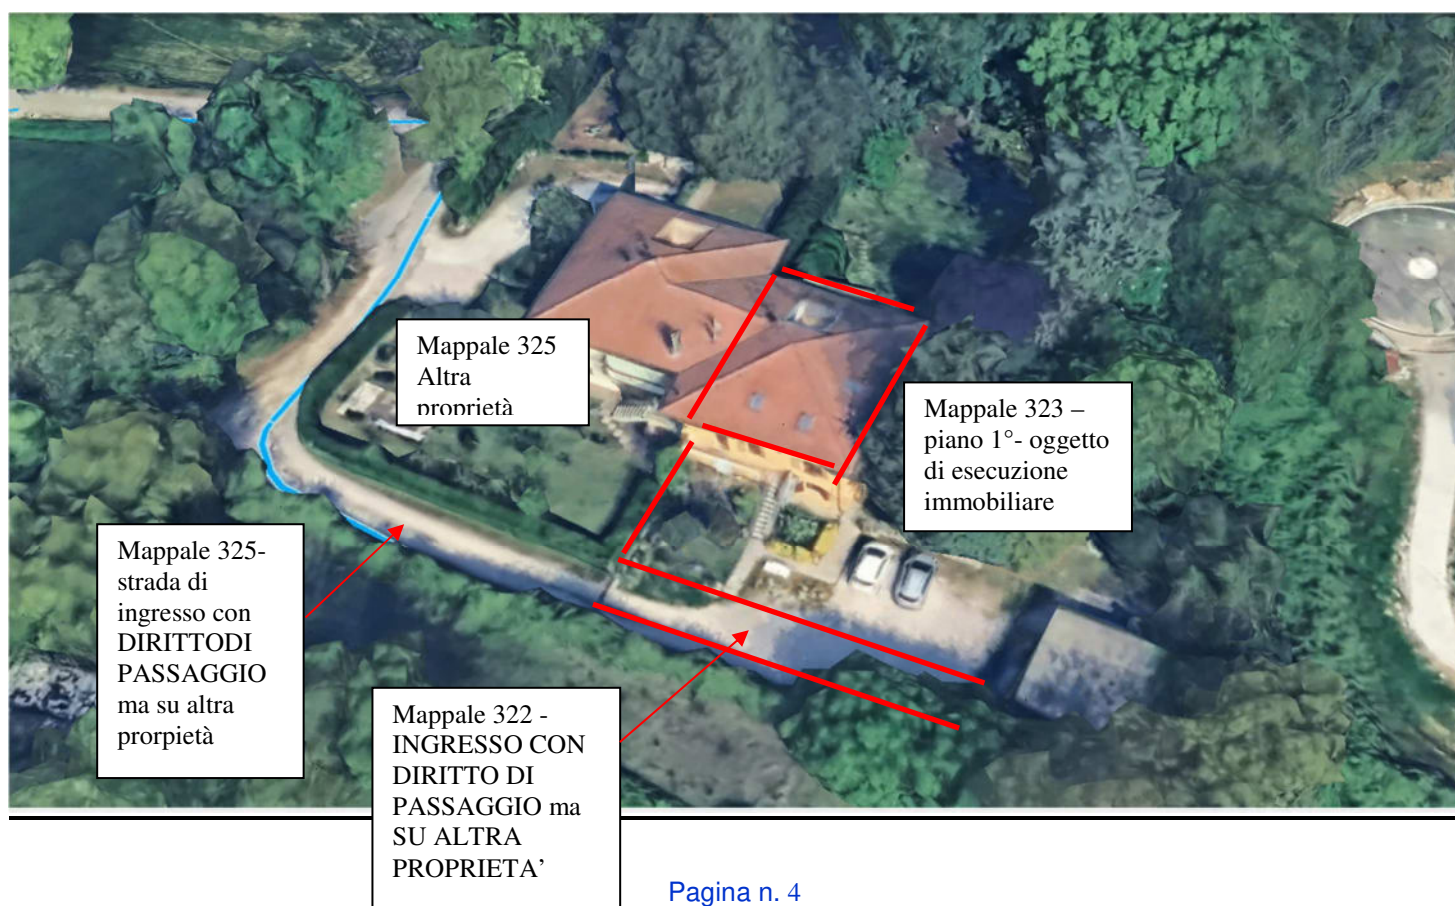 Mappale 325
Altra
proprietà
Mappale 323 –
piano 1°- oggetto
di esecuzione
immobiliare
Mappale 325-
strada di
ingresso con
DIRITTODI
PASSAGGIO
ma su altra
prorpietà
Mappale 322 -
INGRESSO CON
DIRITTO DI
PASSAGGIO ma
SU ALTRA
PROPRIETA’
Pagina n. 4